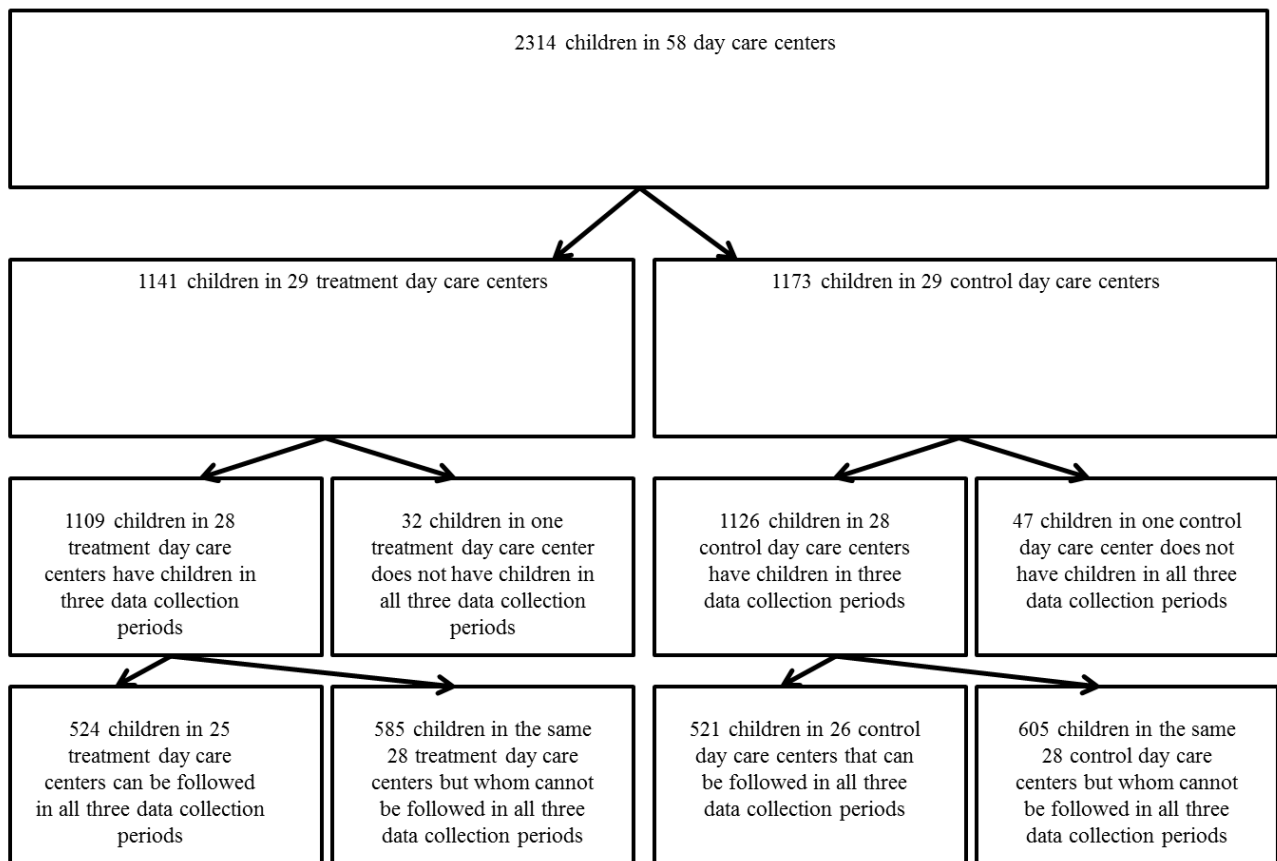 2314 children in 58 day care centers
1141 children in 29 treatment day care centers
1173 children in 29 control day care centers
1109 children in 28
treatment day care
centers have children in
three data collection
periods
32 children in one
treatment day care center
does not have children in
all three data collection
periods
1126 children in 28
control day care centers
have children in three
data collection periods
47 children in one control
day care center does not
have children in all three
data collection periods
524 children in 25
treatment day care
centers can be followed
in all three data collection
periods
585 children in the same
28 treatment day care
centers but whom cannot
be followed in all three
data collection periods
521 children in 26 control
day care centers that can
be followed in all three
data collection periods
605 children in the same
28 control day care
centers but whom cannot
be followed in all three
data collection periods